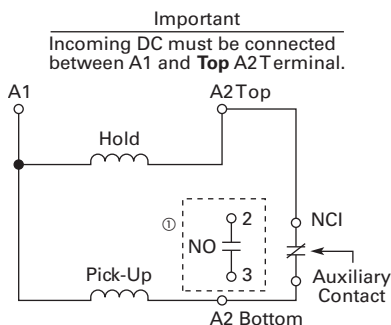 Important
Incoming DC must be connected
between A1 and Top A2 Terminal.
A1
A2 Top
Hold
①
2
NO
3
NCI
Pick-Up
Auxiliary
Contact
A2 Bottom